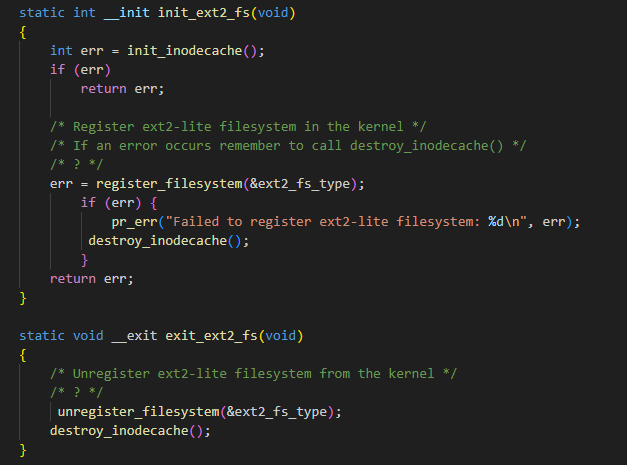 static int __init init_ext2_fs(void)
{
    int err = init_inodecache();
    if (err)
        return err;

    /* Register ext2-lite filesystem in the kernel */
    /* If an error occurs remember to call destroy_inodecache() */
    /* ? */
    err = register_filesystem(&ext2_fs_type);
        if (err) {
            pr_err("Failed to register ext2-lite filesystem: %d\n", err);
         destroy_inodecache();
        }
    return err;
}

static void __exit exit_ext2_fs(void)
{
    /* Unregister ext2-lite filesystem from the kernel */
    /* ? */
     unregister_filesystem(&ext2_fs_type);
    destroy_inodecache();
}